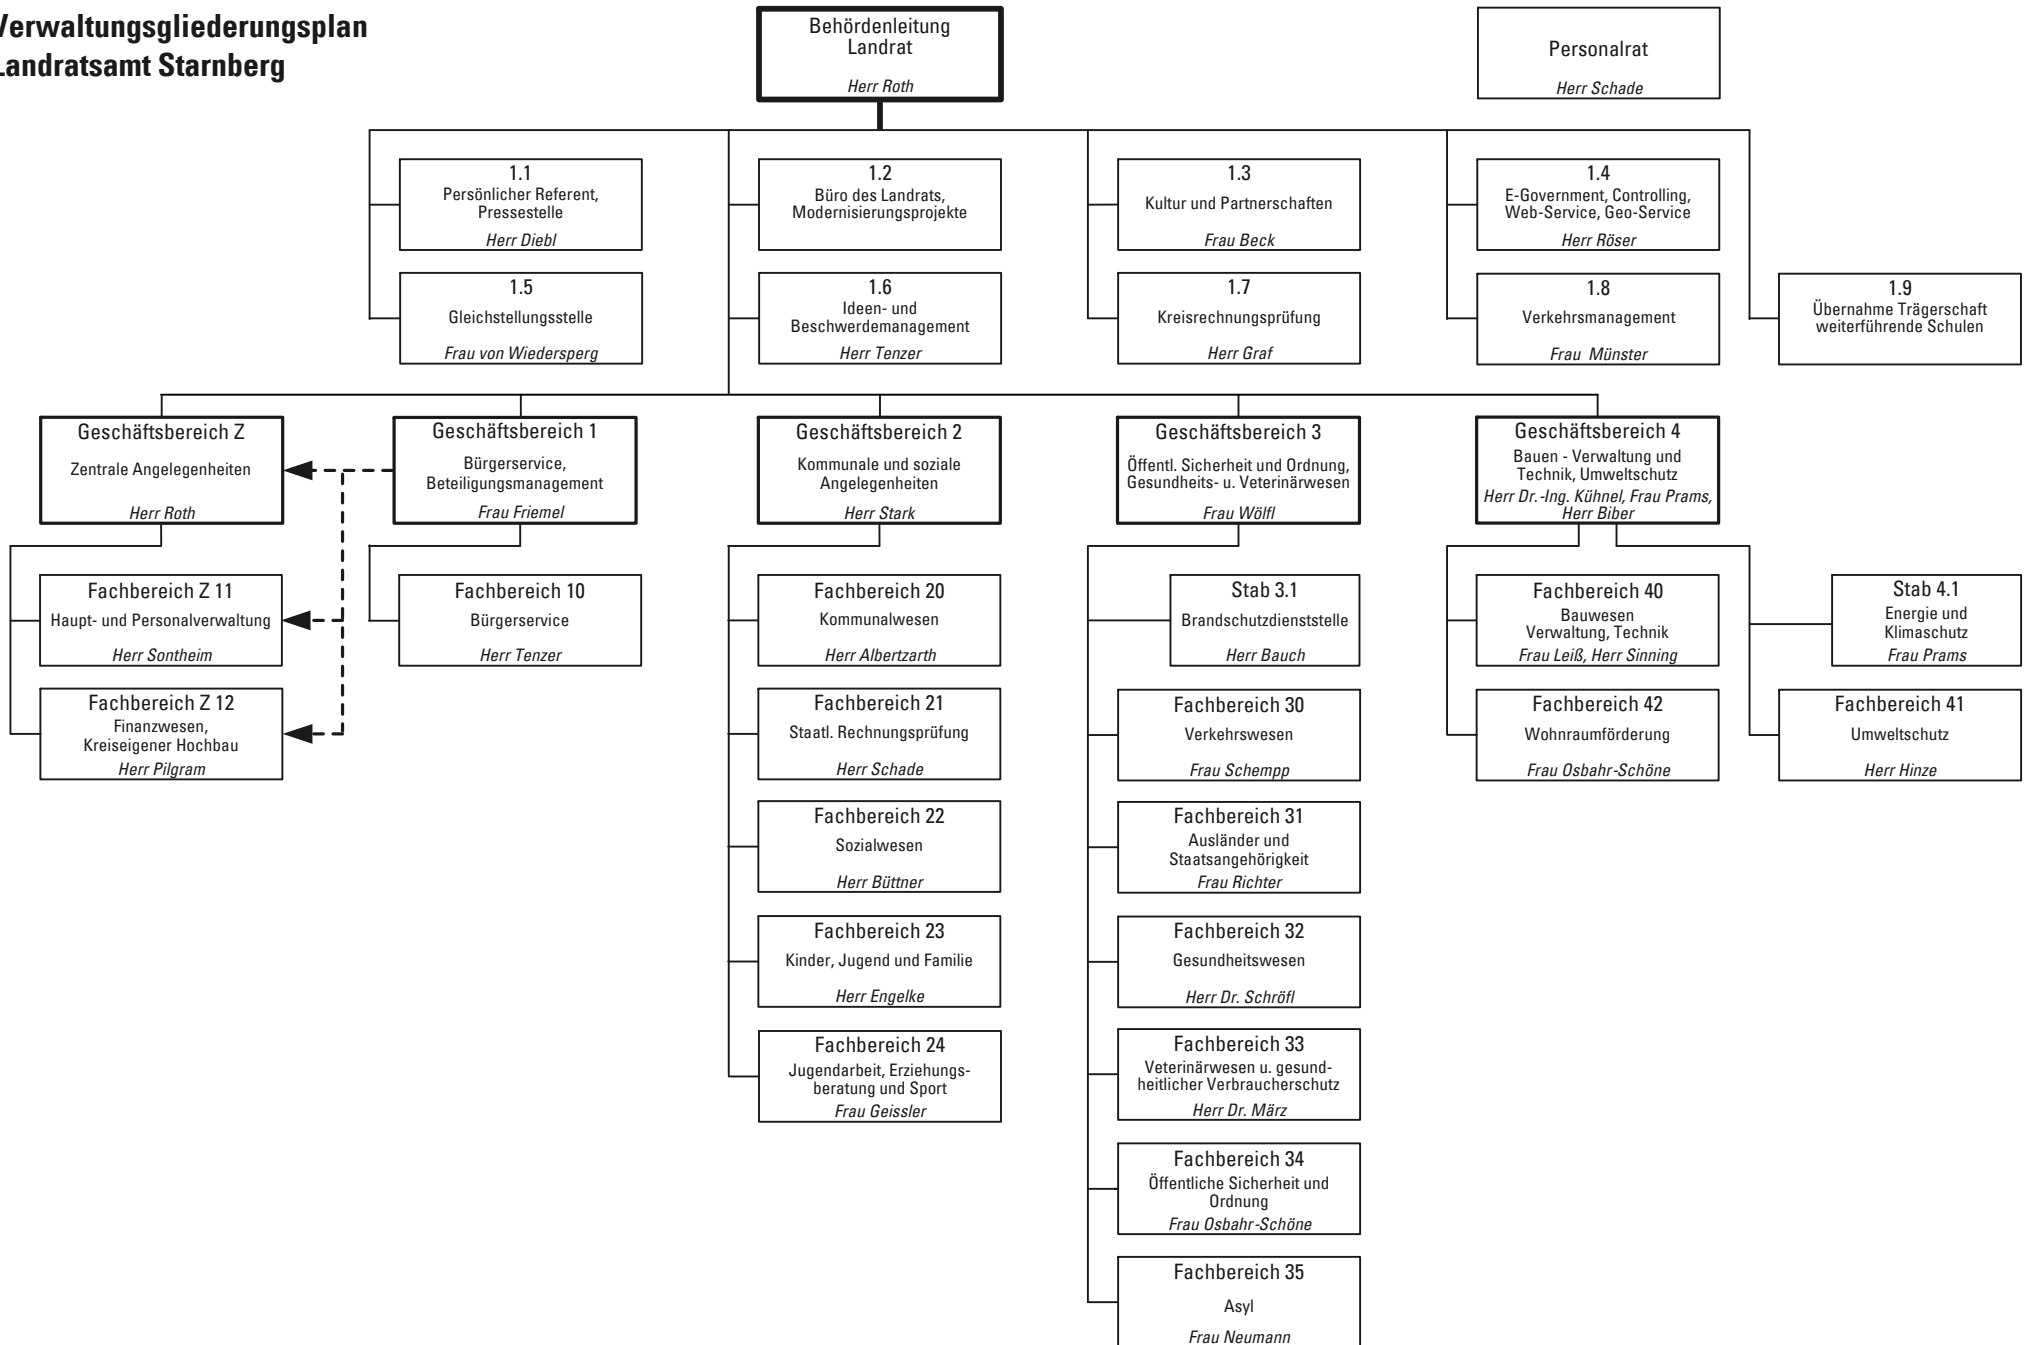 Verwaltungsgliederungsplan
Landratsamt Starnberg
Behördenleitung
Landrat
Herr Roth
Personalrat
Herr Schade
1.1
Persönlicher Referent,
Pressestelle
Herr Diebl
1.2
Büro des Landrats,
Modernisierungsprojekte
1.3
Kultur und Partnerschaften
Frau Beck
1.4
E-Government, Controlling,
Web-Service, Geo-Service
Herr Röser
1.5
Gleichstellungsstelle
Frau von Wiedersperg
1.6
Ideen- und
Beschwerdemanagement
Herr Tenzer
1.7
Kreisrechnungsprüfung
Herr Graf
1.8
Verkehrsmanagement
Frau Münster
1.9
Übernahme Trägerschaft
weiterführende Schulen
Geschäftsbereich Z
Zentrale Angelegenheiten
Herr Roth
Geschäftsbereich 1
Bürgerservice,
Beteiligungsmanagement
Frau Friemel
Geschäftsbereich 2
Kommunale und soziale
Angelegenheiten
Herr Stark
Geschäftsbereich 3
Öffentl. Sicherheit und Ordnung,
Gesundheits- u. Veterinärwesen
Frau Wölfl
Geschäftsbereich 4
Bauen - Verwaltung und
Technik, Umweltschutz
Herr Dr.-Ing. Kühnel, Frau Prams,
Herr Biber
Fachbereich Z 11
Haupt- und Personalverwaltung
Herr Sontheim
Fachbereich Z 12
Finanzwesen,
Kreiseigener Hochbau
Herr Pilgram
Fachbereich 10
Bürgerservice
Herr Tenzer
Fachbereich 20
Kommunalwesen
Herr Albertzarth
Fachbereich 21
Staatl. Rechnungsprüfung
Herr Schade
Fachbereich 22
Sozialwesen
Herr Büttner
Fachbereich 23
Kinder, Jugend und Familie
Herr Engelke
Fachbereich 24
Jugendarbeit, Erziehungs-
beratung und Sport
Frau Geissler
Stab 3.1
Brandschutzdienststelle
Herr Bauch
Fachbereich 30
Verkehrswesen
Frau Schempp
Fachbereich 31
Ausländer und
Staatsangehörigkeit
Frau Richter
Fachbereich 32
Gesundheitswesen
Herr Dr. Schröfl
Fachbereich 33
Veterinärwesen u. gesund-
heitlicher Verbraucherschutz
Herr Dr. März
Fachbereich 34
Öffentliche Sicherheit und
Ordnung
Frau Osbahr-Schöne
Fachbereich 35
Asyl
Frau Neumann
Fachbereich 40
Bauwesen
Verwaltung, Technik
Frau Leiß, Herr Sinning
Fachbereich 42
Wohnraumförderung
Frau Osbahr-Schöne
Stab 4.1
Energie und
Klimaschutz
Frau Prams
Fachbereich 41
Umweltschutz
Herr Hinze